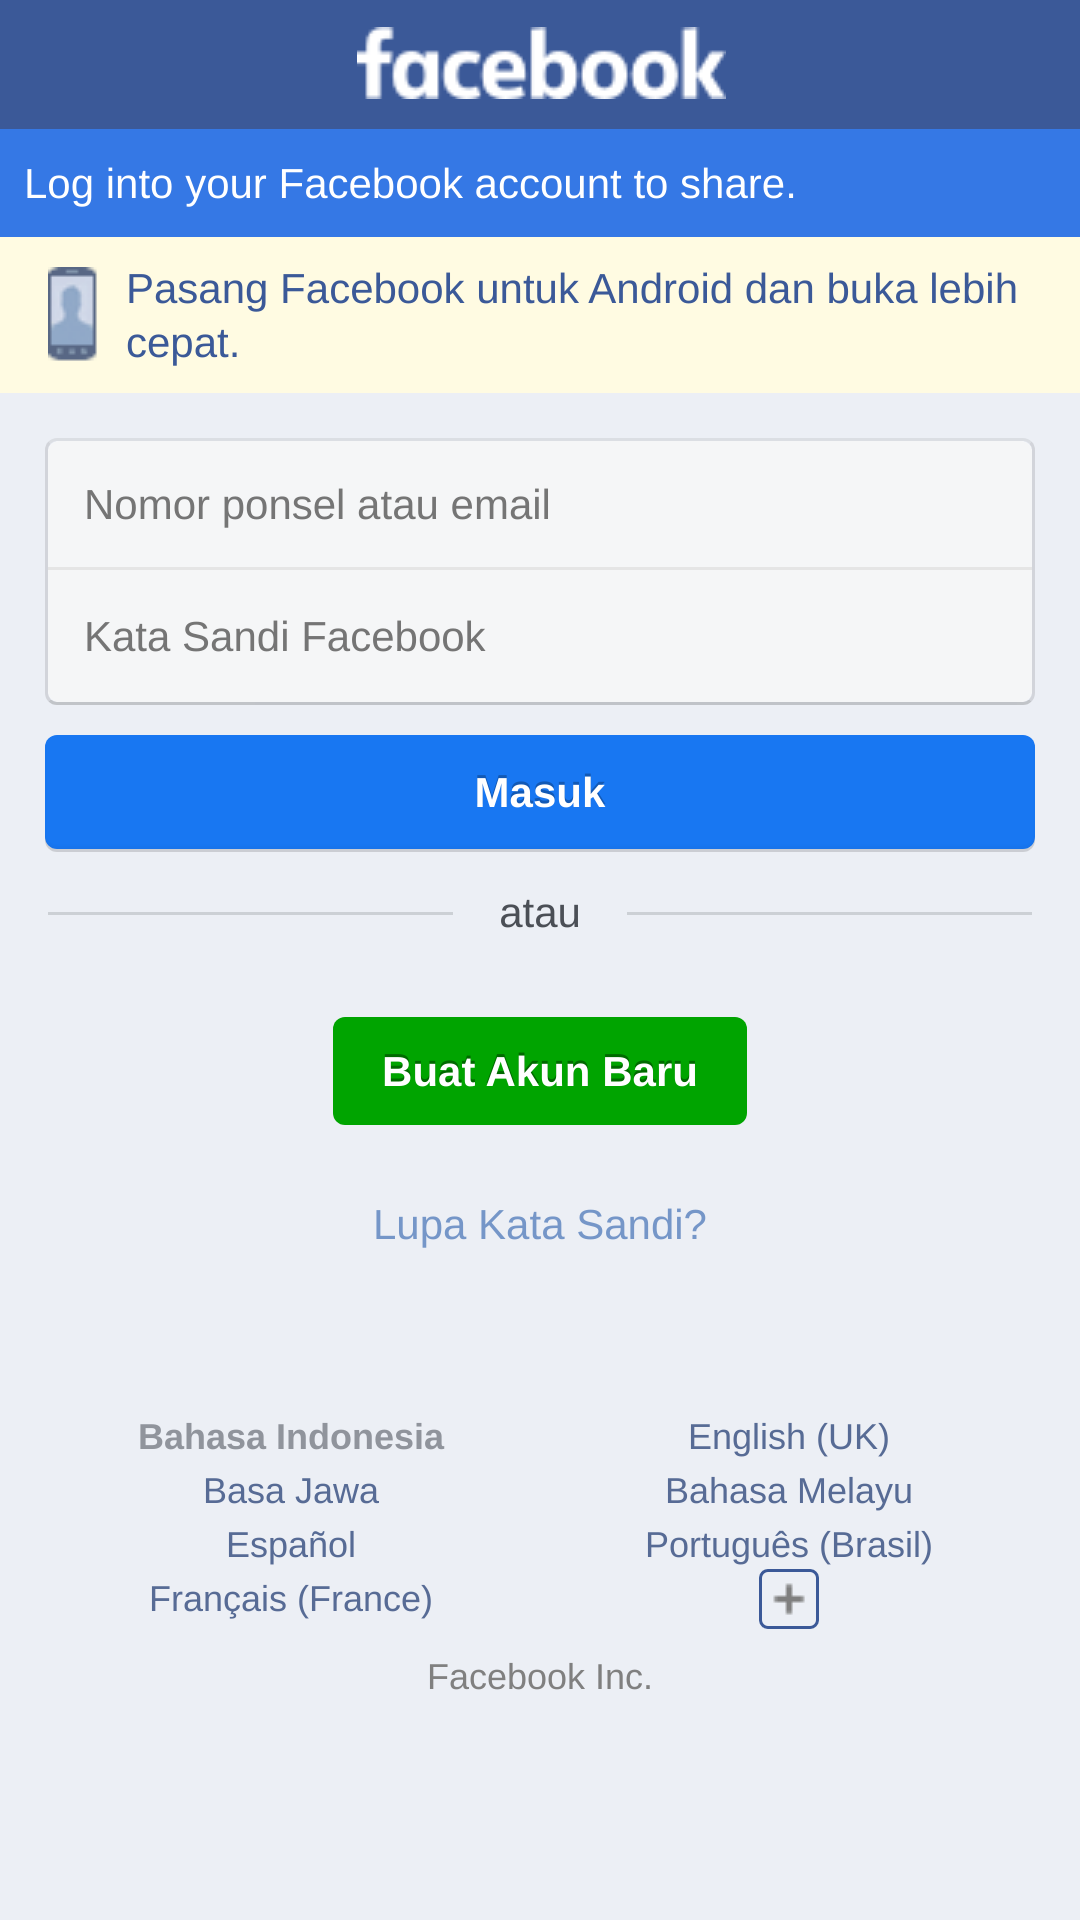 facebook
Log into your Facebook account to share.
Pasang Facebook untuk Android dan buka lebih
cepat.
Nomor ponsel atau email
Kata Sandi Facebook
Masuk
atau
Buat Akun Baru
Lupa Kata Sandi?
Bahasa Indonesia
English (UK)
Basa Jawa
Bahasa Melayu
Español
Português (Brasil)
Français (France)
Facebook Inc.